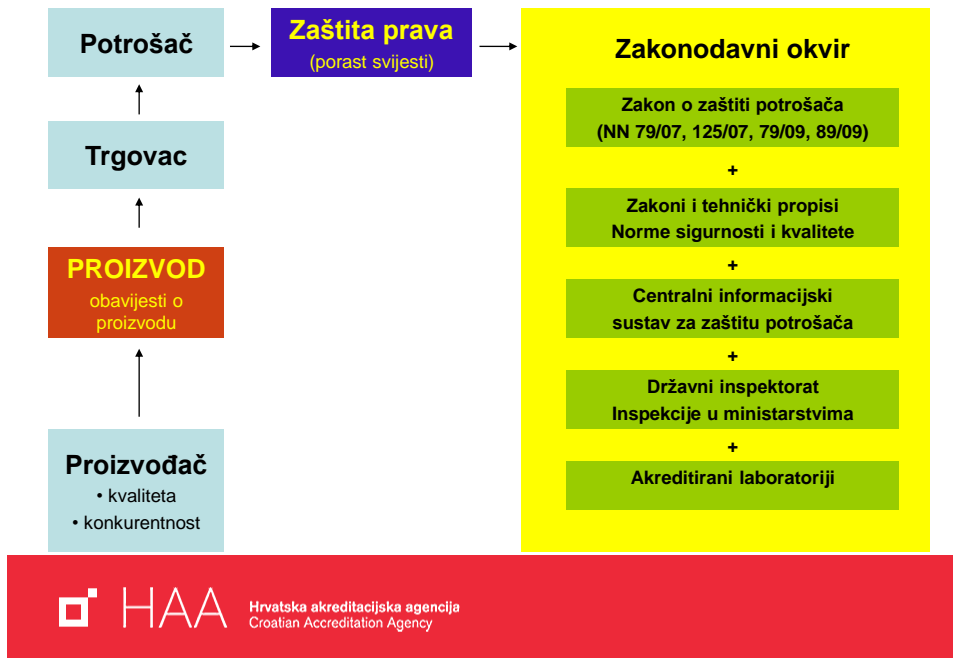 Potrošač
Zaštita prava
(porast svijesti)
Trgovac
PROIZVOD
obavijesti o
proizvodu
Proizvođač
• kvaliteta
• konkurentnost
Zakonodavni okvir
Zakon o zaštiti potrošača
(NN 79/07, 125/07, 79/09, 89/09)
+
Zakoni i tehnički propisi
Norme sigurnosti i kvalitete
+
Centralni informacijski
sustav za zaštitu potrošača
+
Državni inspektorat
Inspekcije u ministarstvima
+
Akreditirani laboratoriji
HAA
Hrvatska akreditacijska agencija
Croatian Accreditation Agency